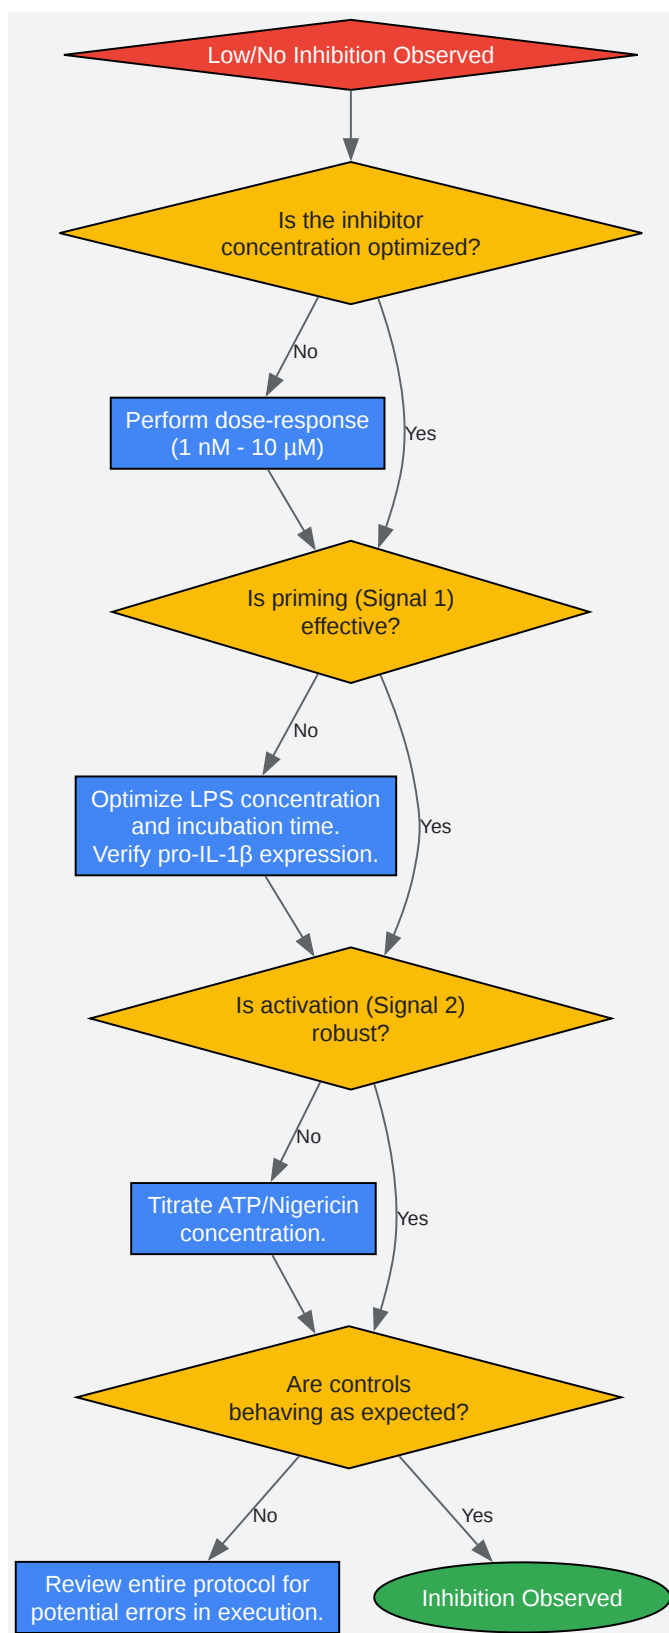 Low/No Inhibition Observed
Is the inhibitor
concentration optimized?
No
Perform dose-response
(1 nM - 10 µM)
Yes
Is priming (Signal 1)
effective?
No
Optimize LPS concentration
and incubation time.
Verify pro-IL-1β expression.
Yes
Is activation (Signal 2)
robust?
No
Titrate ATP/Nigericin
concentration.
Yes
Are controls
behaving as expected?
No
Yes
Review entire protocol for
potential errors in execution.
Inhibition Observed